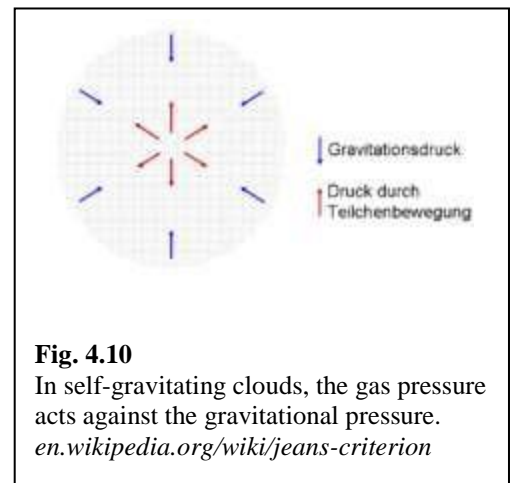 Gravitationsdruck
Druck durch
Teilchenbewegung
Fig. 4.10
In self-gravitating clouds, the gas pressure
acts against the gravitational pressure.
en.wikipedia.org/wiki/jeans-criterion